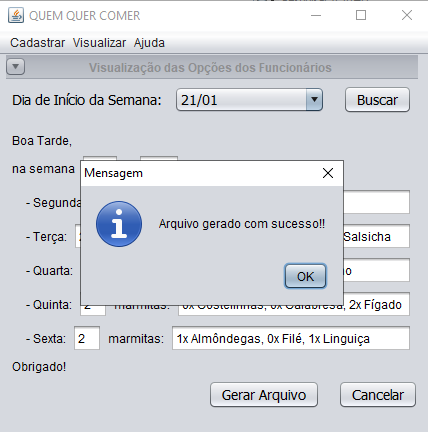 QUEM QUER COMER
Cadastrar Visualizar Ajuda
Visualização das Opções dos Funcionários
Dia de Início da Semana: 21/01 Buscar
Boa Tarde,
na semana
Mensagem
- Segunda
Arquivo gerado com sucesso!!
- Terça: Salsicha
- Quarta:
OK
- Quinta: 2 marmitas: 0x Costelinhas, 0x Calabresa, 2x Fígado
- Sexta: 2 marmitas: 1x Almôndegas, 0x Filé, 1x Linguiça
Obrigado!
Gerar Arquivo Cancelar